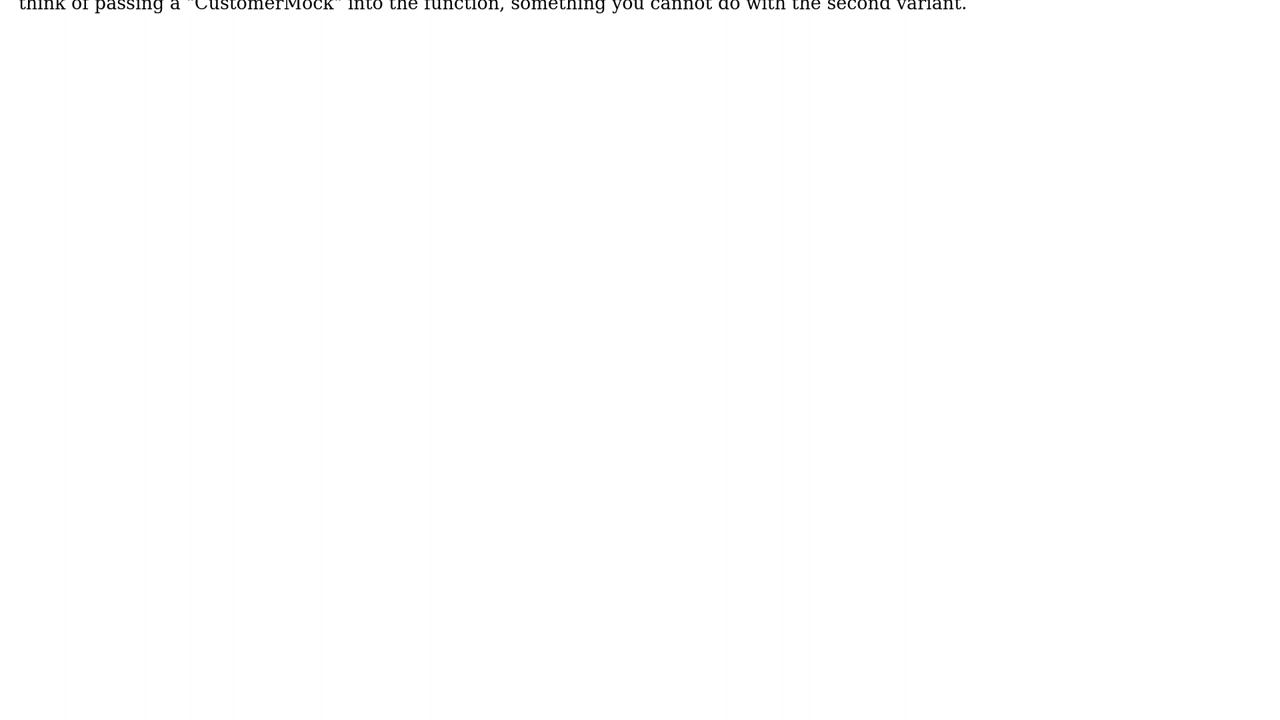 think of passing a "CustomerMock" into the function, something you cannot do with the second variant.